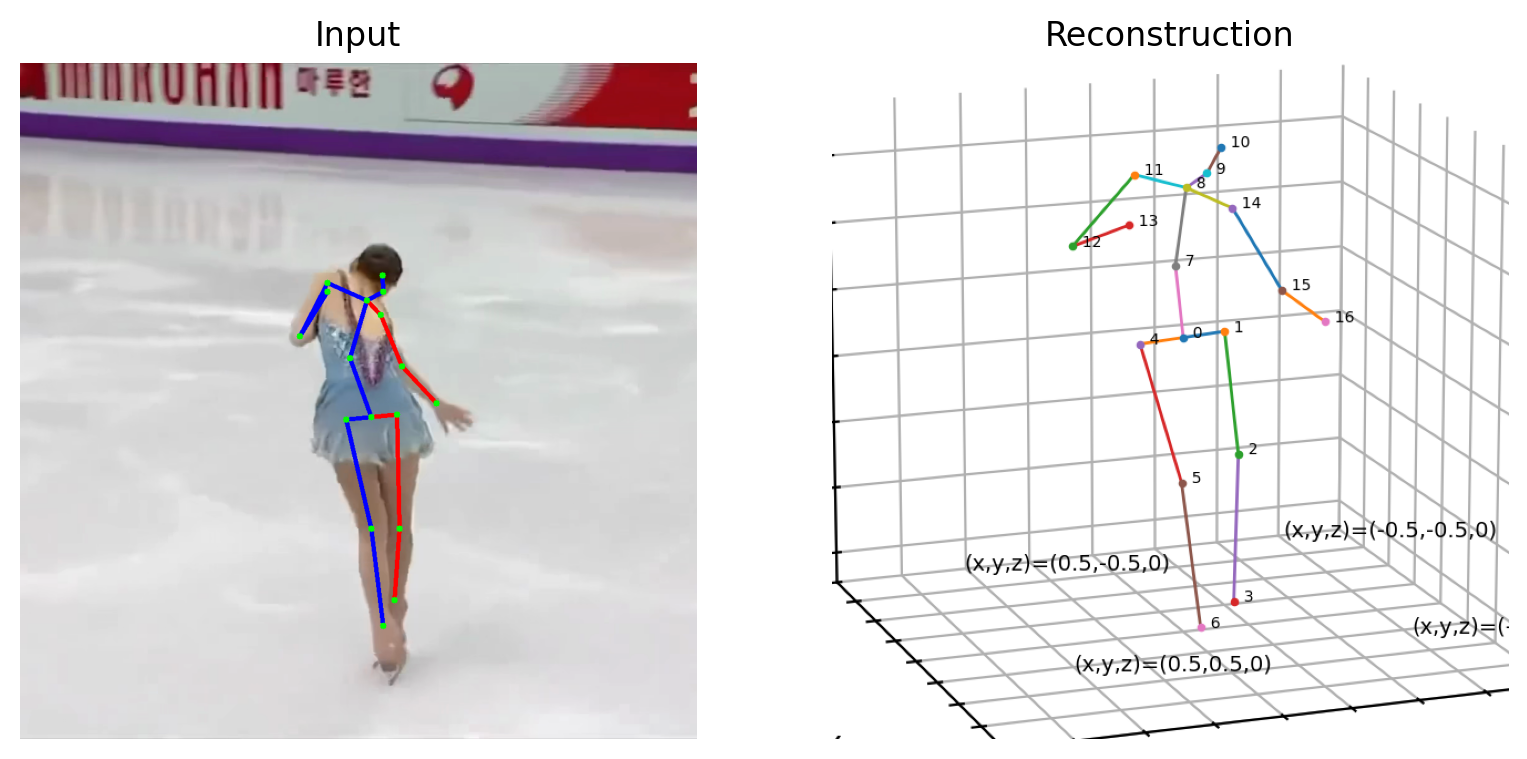 Input
Reconstruction
MARUHAN 마루한
10
11
9
8
14
13
12
7
15
16
1
0
4
2
5
(x,y,z)=(-0.5,-0.5,0)
(x,y,z)=(0.5,-0.5,0)
3
6
(x,y,z)=(-
(x,y,z)=(0.5,0.5,0)